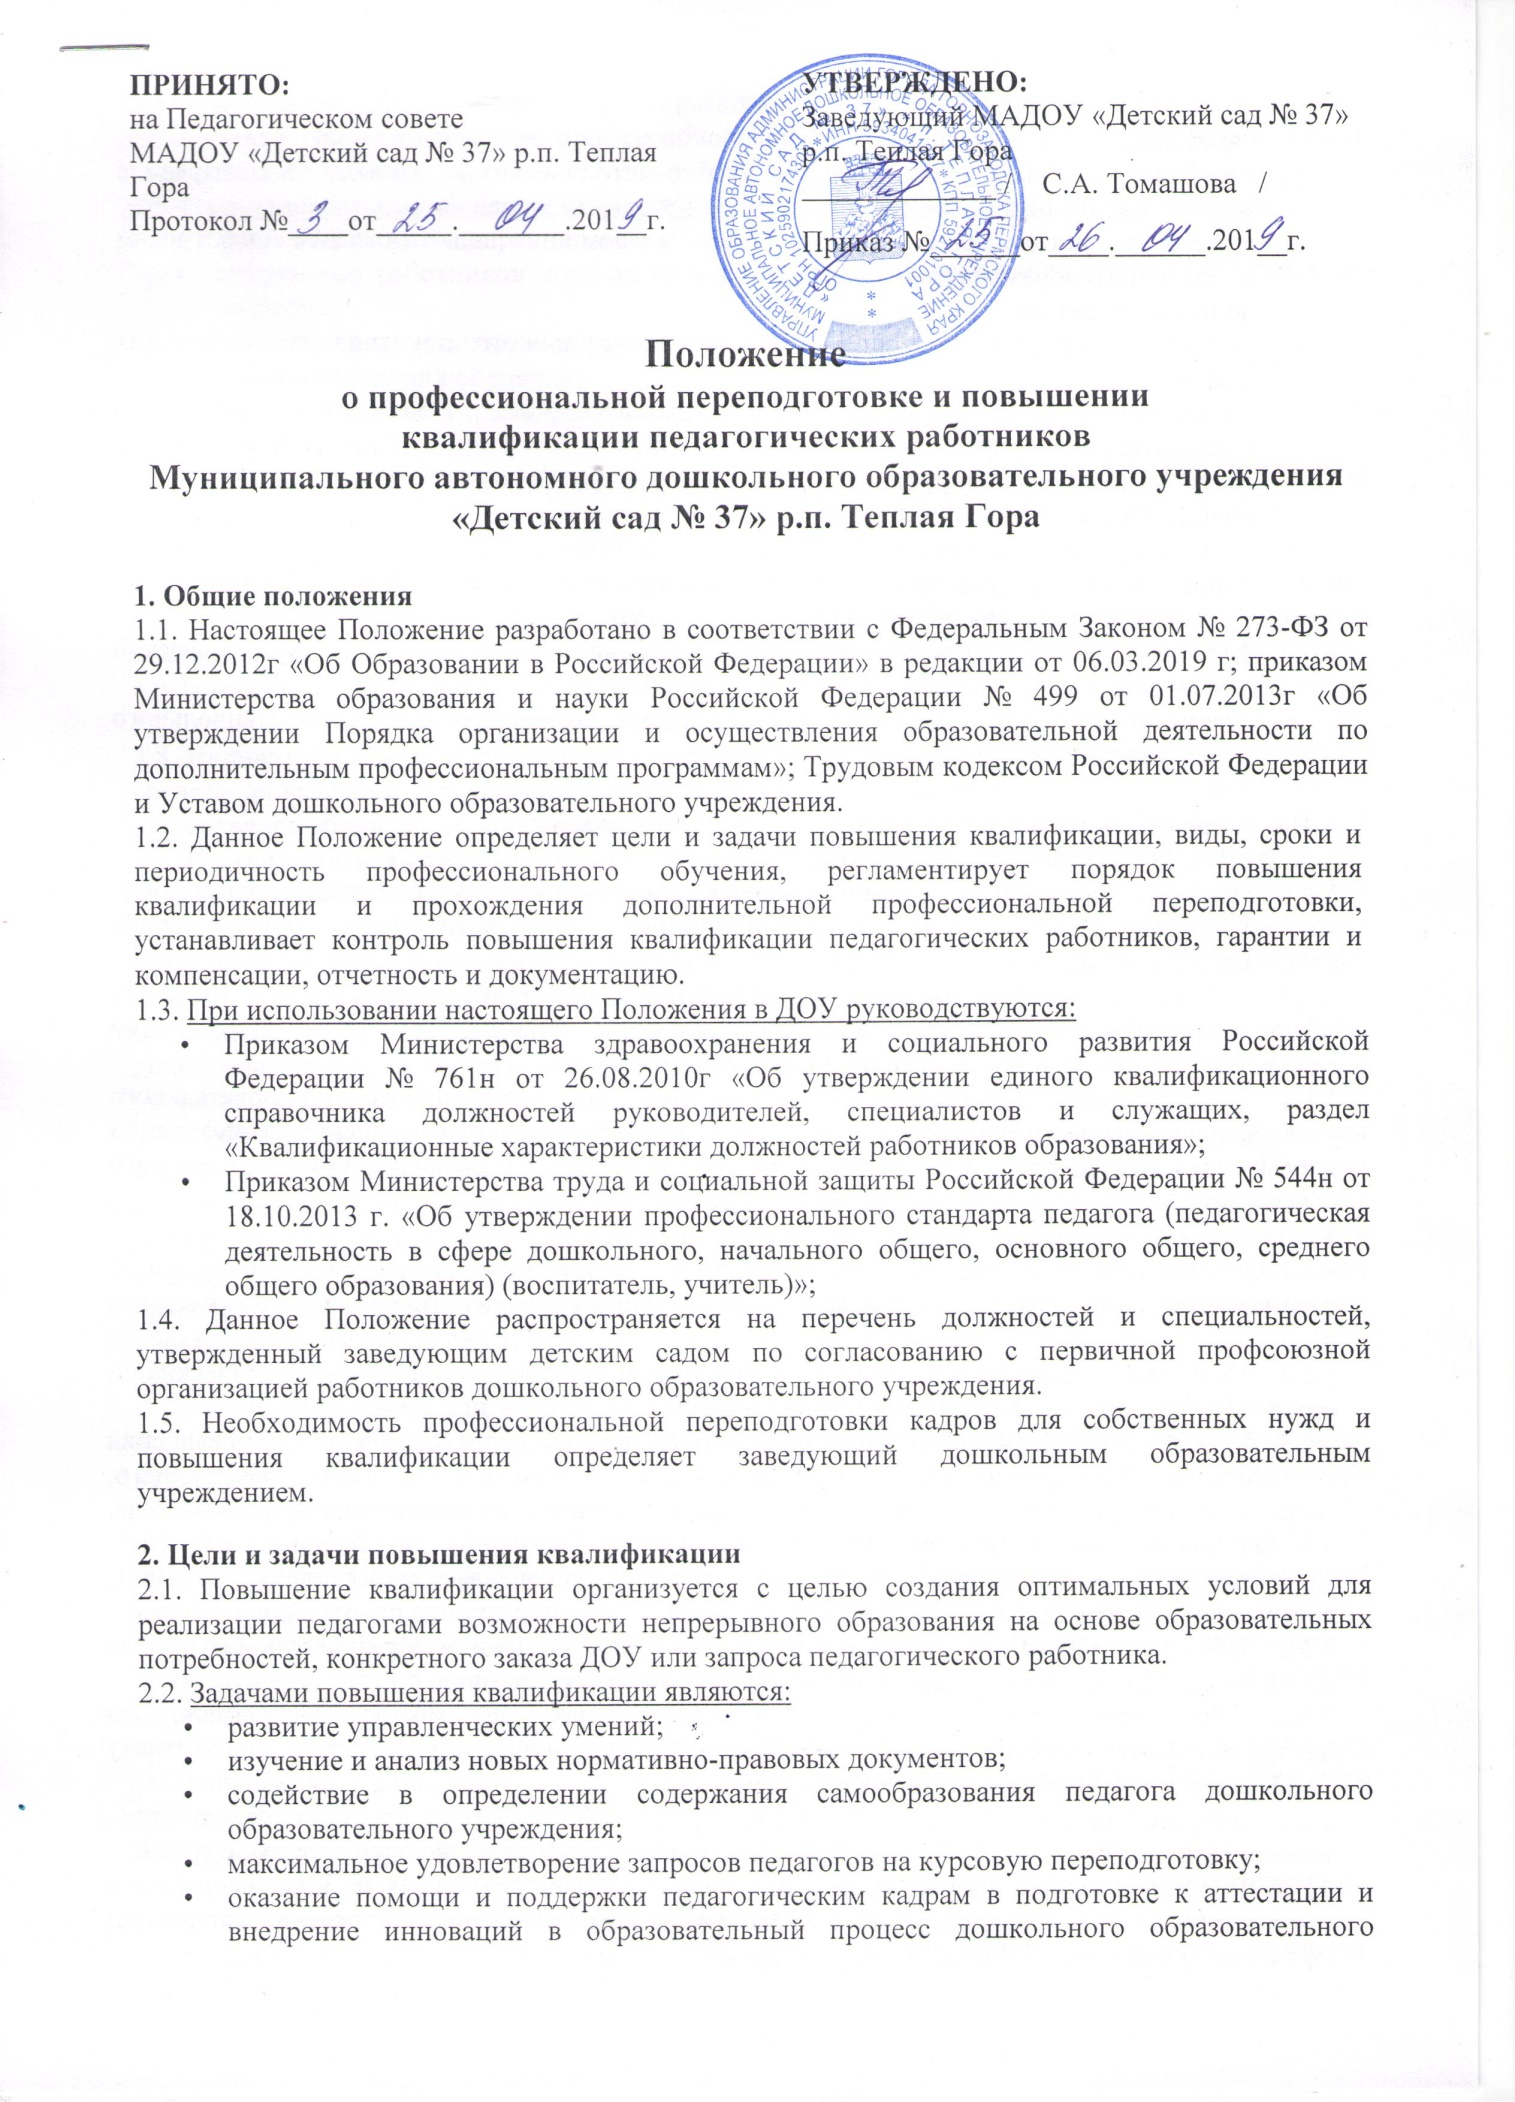 ПРИНЯТО:
на Педагогическом совете
МАДОУ «Детский сад № 37» р.п. Теплая
Гора
Протокол № 3 от 25 . 04 .2019 г.
УТВЕРЖДЕНО:
Заведующий МАДОУ «Детский сад № 37»
р.п. Теплая Гора
/ С.А. Томашова /
Приказ № 25 от 26 . 04 .2019 г.
Положение
о профессиональной переподготовке и повышении
квалификации педагогических работников
Муниципального автономного дошкольного образовательного учреждения
«Детский сад № 37» р.п. Теплая Гора
1. Общие положения
1.1. Настоящее Положение разработано в соответствии с Федеральным Законом № 273-ФЗ от
29.12.2012г «Об Образовании в Российской Федерации» в редакции от 06.03.2019 г; приказом
Министерства образования и науки Российской Федерации № 499 от 01.07.2013г «Об
утверждении Порядка организации и осуществления образовательной деятельности по
дополнительным профессиональным программам»; Трудовым кодексом Российской Федерации
и Уставом дошкольного образовательного учреждения.
1.2. Данное Положение определяет цели и задачи повышения квалификации, виды, сроки и
периодичность профессионального обучения, регламентирует порядок повышения
квалификации и прохождения дополнительной профессиональной переподготовки,
устанавливает контроль повышения квалификации педагогических работников, гарантии и
компенсации, отчетность и документацию.
1.3. При использовании настоящего Положения в ДОУ руководствуются:
• Приказом Министерства здравоохранения и социального развития Российской
Федерации № 761н от 26.08.2010г «Об утверждении единого квалификационного
справочника должностей руководителей, специалистов и служащих, раздел
«Квалификационные характеристики должностей работников образования»;
• Приказом Министерства труда и социальной защиты Российской Федерации № 544н от
18.10.2013 г. «Об утверждении профессионального стандарта педагога (педагогическая
деятельность в сфере дошкольного, начального общего, основного общего, среднего
общего образования) (воспитатель, учитель)»;
1.4. Данное Положение распространяется на перечень должностей и специальностей,
утвержденный заведующим детским садом по согласованию с первичной профсоюзной
организацией работников дошкольного образовательного учреждения.
1.5. Необходимость профессиональной переподготовки кадров для собственных нужд и
повышения квалификации определяет заведующий дошкольным образовательным
учреждением.
2. Цели и задачи повышения квалификации
2.1. Повышение квалификации организуется с целью создания оптимальных условий для
реализации педагогами возможности непрерывного образования на основе образовательных
потребностей, конкретного заказа ДОУ или запроса педагогического работника.
2.2. Задачами повышения квалификации являются:
• развитие управленческих умений;
• изучение и анализ новых нормативно-правовых документов;
• содействие в определении содержания самообразования педагога дошкольного
образовательного учреждения;
• максимальное удовлетворение запросов педагогов на курсовую переподготовку;
• оказание помощи и поддержки педагогическим кадрам в подготовке к аттестации и
внедрение инноваций в образовательный процесс дошкольного образовательного